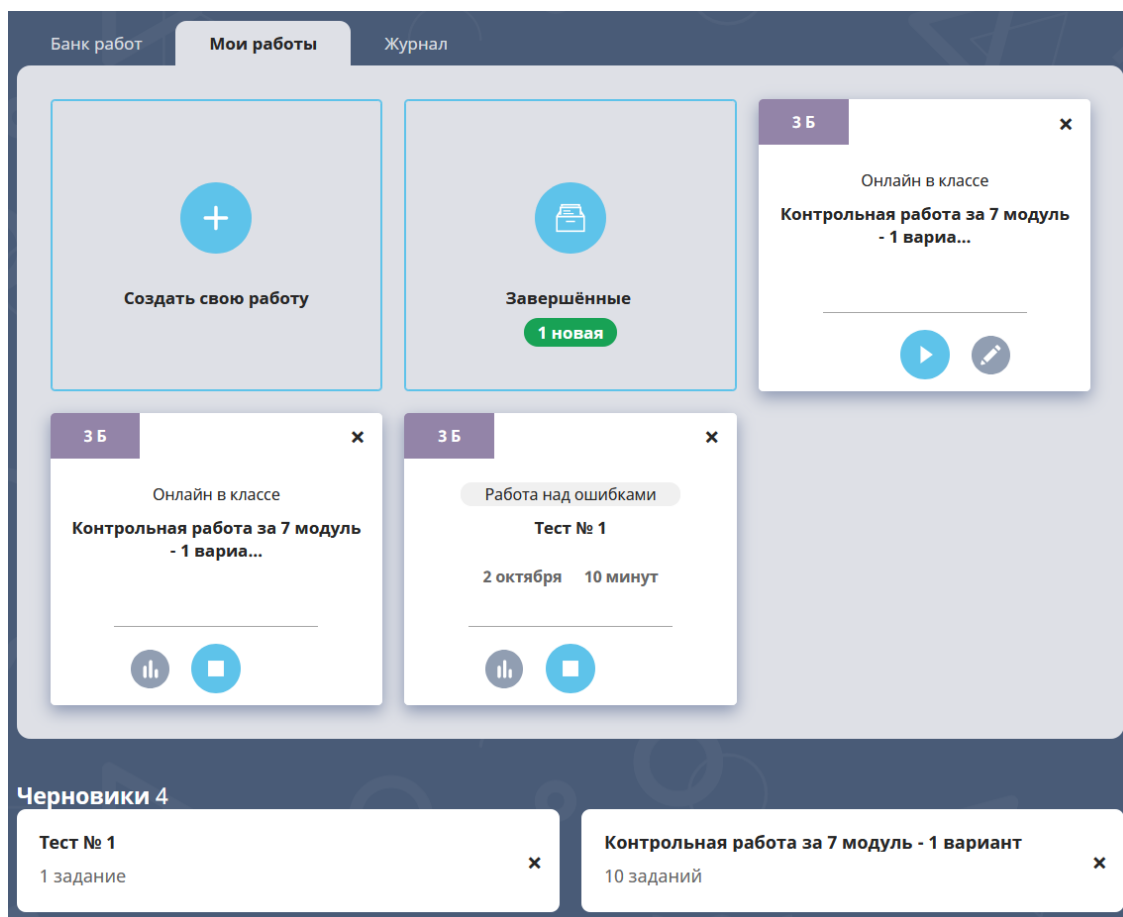 Банк работ
Мои работы
Журнал
Создать свою работу
Завершённые
1 новая
3 Б
Онлайн в классе
Контрольная работа за 7 модуль
- 1 вариа...
3 Б
Онлайн в классе
Контрольная работа за 7 модуль
- 1 вариа...
3 Б
Работа над ошибками
Тест № 1
2 октября 10 минут
Черновики 4
Тест № 1
1 задание
Контрольная работа за 7 модуль - 1 вариант
10 заданий